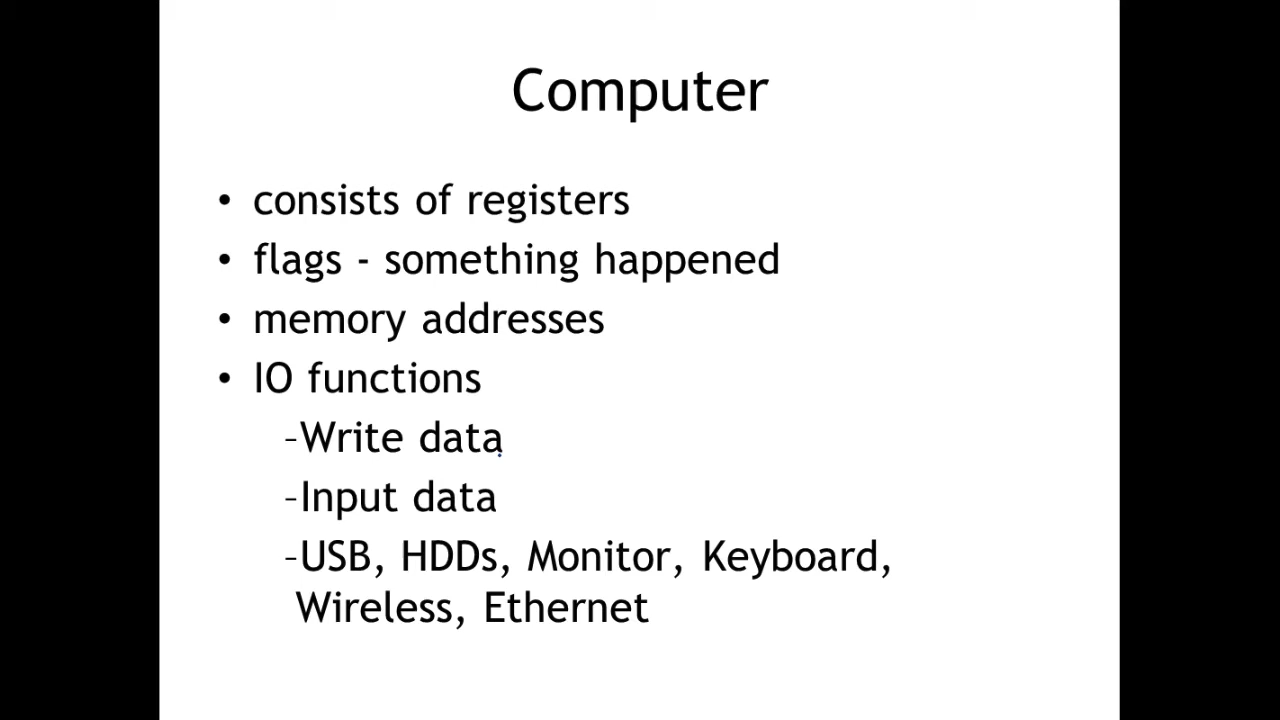 Computer
• consists of registers
• flags - something happened
• memory addresses
• IO functions
–Write data
–Input data
–USB, HDDs, Monitor, Keyboard,
Wireless, Ethernet